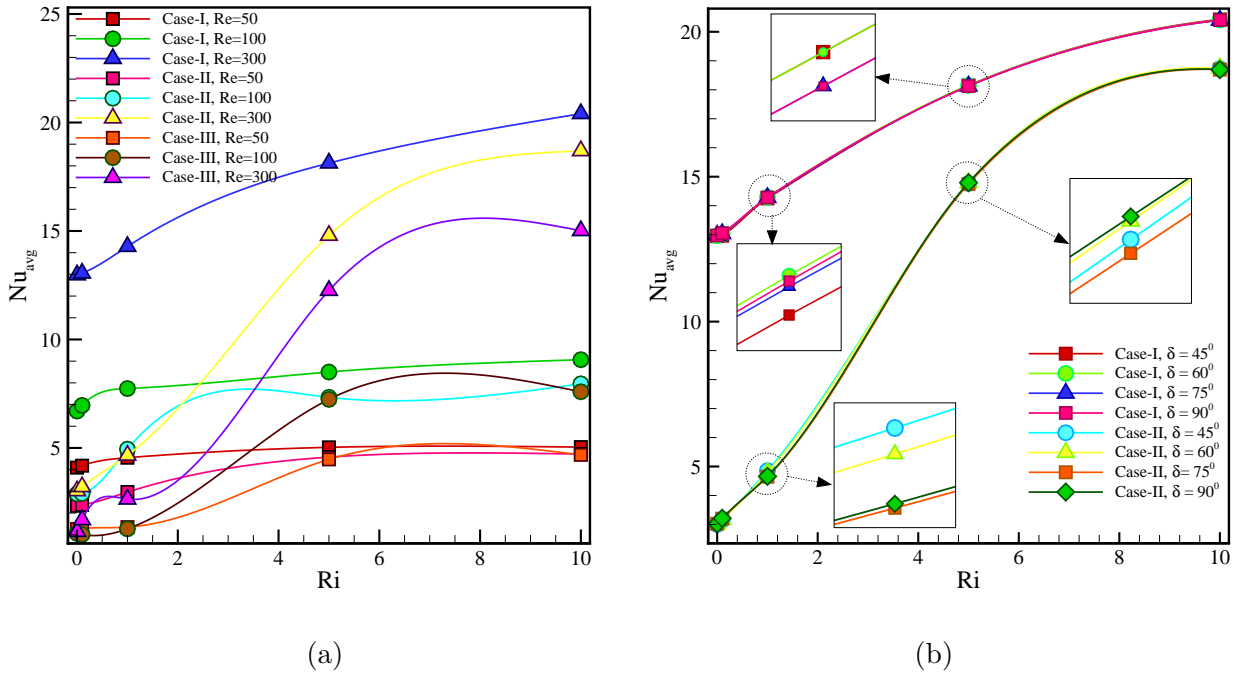 25
20
15
10
5
Nu_avg
0 2 4 6 8 10
Ri
Case-I, Re=50
Case-I, Re=100
Case-I, Re=300
Case-II, Re=50
Case-II, Re=100
Case-II, Re=300
Case-III, Re=50
Case-III, Re=100
Case-III, Re=300
(a)
20
15
10
5
Nu_avg
0 2 4 6 8 10
Ri
Case-I, δ = 45⁰
Case-I, δ = 60⁰
Case-I, δ = 75⁰
Case-I, δ = 90⁰
Case-II, δ = 45⁰
Case-II, δ = 60⁰
Case-II, δ = 75⁰
Case-II, δ = 90⁰
(b)